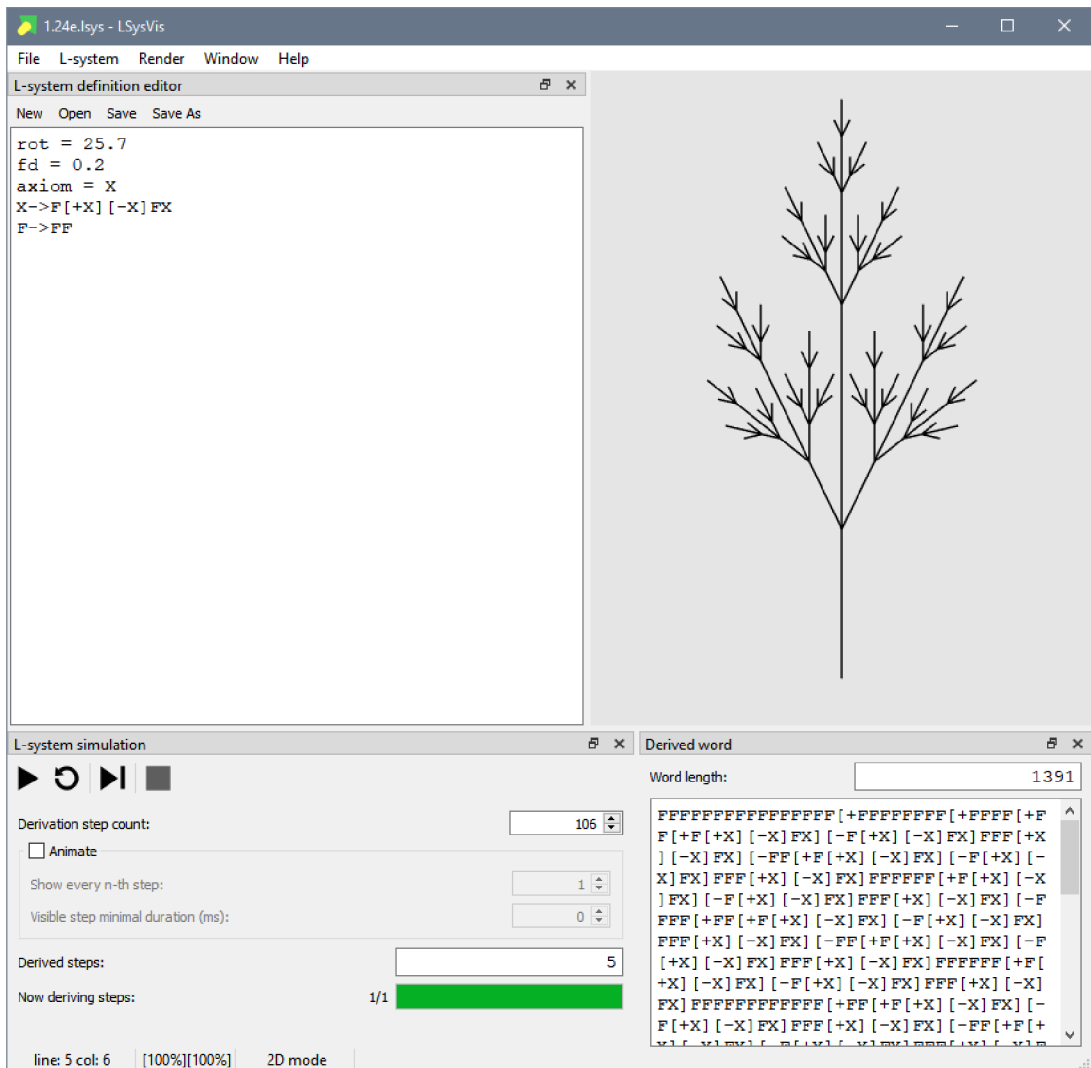 1.24e.lsys - LSysVis
File L-system Render Window Help
L-system definition editor
New Open Save Save As
rot = 25.7
fd = 0.2
axiom = X
X->F[+X][-X]FX
F->FF
L-system simulation
Derivation step count: 106
Animate
Show every n-th step: 1
Visible step minimal duration (ms): 0
Derived steps: 5
Now deriving steps: 1/1
line: 5 col: 6 [100%][100%] 2D mode
Derived word
Word length: 1391
FFFFFFFFFFFFFFFF[+FFFFFFFF[+FFFF[+F
F[+F[+X][-X]FX][-F[+X][-X]FX]FFF[+X
][-X]FX][-FF[+F[+X][-X]FX][-F[+X][-
X]FX]FFF[+X][-X]FX]FFFFFF[+F[+X][-X
]FX][-F[+X][-X]FX]FFF[+X][-X]FX][-F
FFF[+FF[+F[+X][-X]FX][-F[+X][-X]FX]
FFF[+X][-X]FX][-FF[+F[+X][-X]FX][-F
[+X][-X]FX]FFF[+X][-X]FX]FFFFFF[+F[
+X][-X]FX][-F[+X][-X]FX]FFF[+X][-X]
FX]FFFFFFFFFFFF[+FF[+F[+X][-X]FX][-
F[+X][-X]FX]FFF[+X][-X]FX][-FF[+F[+